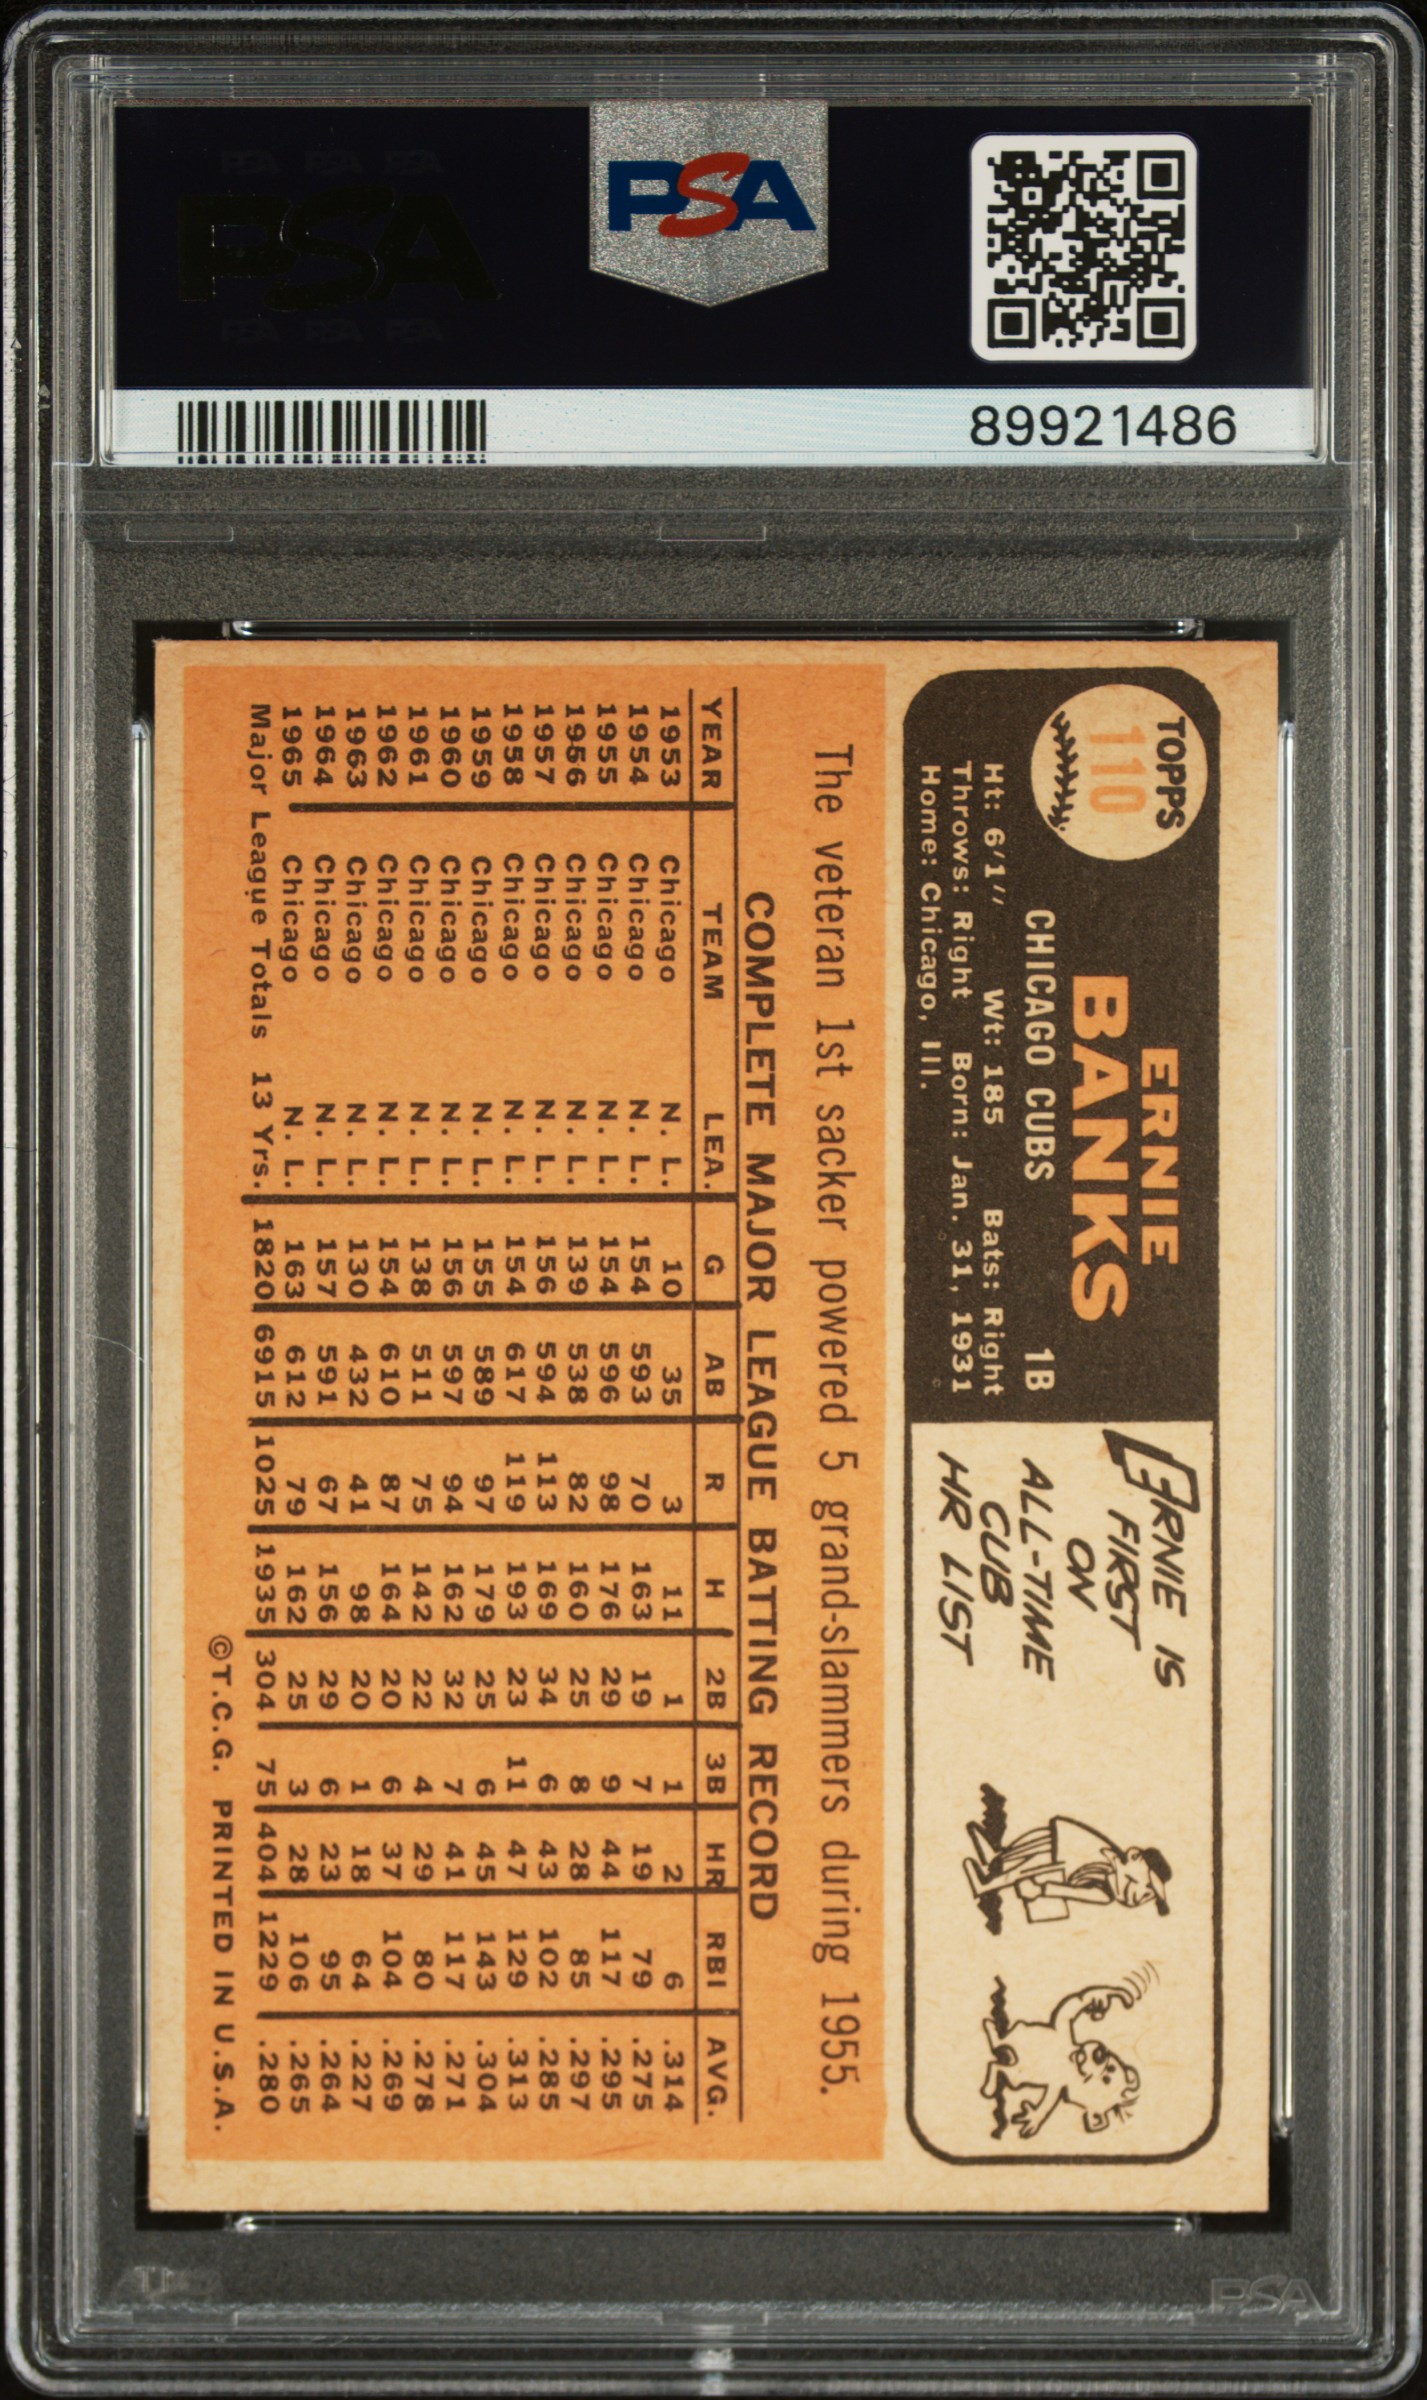 PSA
PSA PSA PSA
PSA
PSA PSA PSA
89921486
TOPPS
110
ERNIE
BANKS
CHICAGO CUBS 1B
Ht: 6'1" Wt: 185 Bats: Right
Throws: Right Born: Jan. 31, 1931
Home: Chicago, Ill.
ERNIE IS
FIRST
ON
ALL-TIME
CUB
HR LIST
The veteran 1st sacker powered 5 grand-slammers during 1955.
COMPLETE MAJOR LEAGUE BATTING RECORD
YEAR TEAM LEA. G AB R H 2B 3B HR RBI AVG.
1953 Chicago N. L. 10 35 3 11 1 1 2 6 .314
1954 Chicago N. L. 154 593 70 163 19 7 19 79 .275
1955 Chicago N. L. 154 596 98 176 29 9 44 117 .295
1956 Chicago N. L. 139 538 82 160 25 8 28 85 .297
1957 Chicago N. L. 156 594 113 169 34 6 43 102 .285
1958 Chicago N. L. 154 617 119 193 23 11 47 129 .313
1959 Chicago N. L. 155 589 97 179 25 6 45 143 .304
1960 Chicago N. L. 156 597 94 162 32 7 41 117 .271
1961 Chicago N. L. 138 511 75 142 22 4 29 80 .278
1962 Chicago N. L. 154 610 87 164 20 6 37 104 .269
1963 Chicago N. L. 130 432 41 98 20 1 18 64 .227
1964 Chicago N. L. 157 591 67 156 29 6 23 95 .264
1965 Chicago N. L. 163 612 79 162 25 3 28 106 .265
Major League Totals 13 Yrs. 1820 6915 1025 1935 304 75 404 1229 .280
©T.C.G. PRINTED IN U.S.A.
PSA